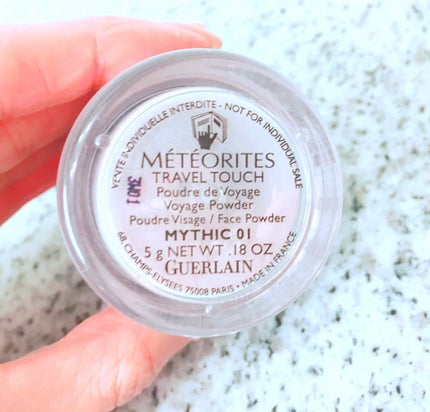 VENTE INDIVIDUELLE INTERDITE - NOT FOR INDIVIDUAL SALE
MÉTÉORITES
TRAVEL TOUCH
Poudre de Voyage
Voyage Powder
Poudre Visage / Face Powder
MYTHIC 01
5 g NET WT .18 OZ
GUERLAIN
68, CHAMPS-ELYSEES 75008 PARIS • MADE IN FRANCE